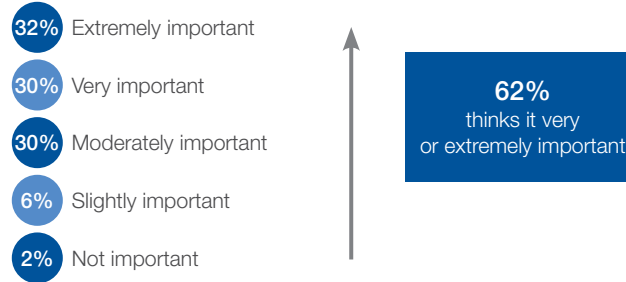 32% Extremely important
30% Very important
30% Moderately important
6% Slightly important
2% Not important
62%
thinks it very
or extremely important